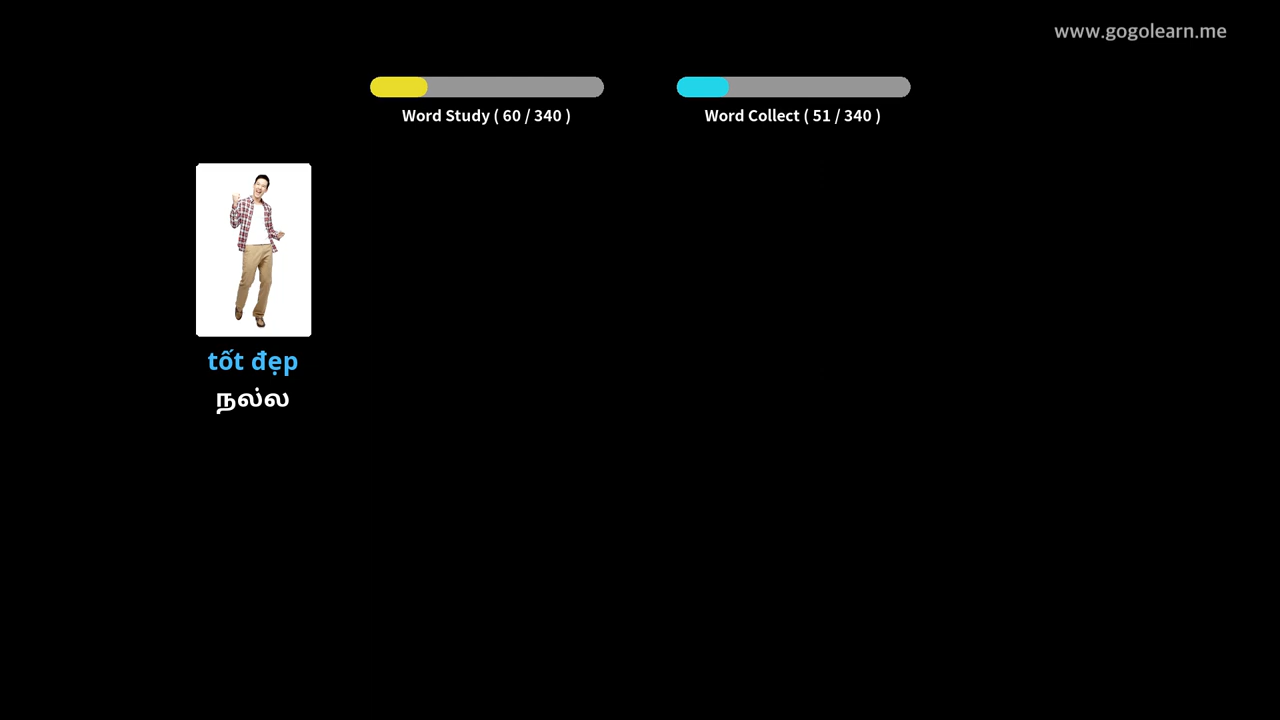 www.gogolearn.me
Word Study ( 60 / 340 )
Word Collect ( 51 / 340 )
tốt đẹp
நல்ல